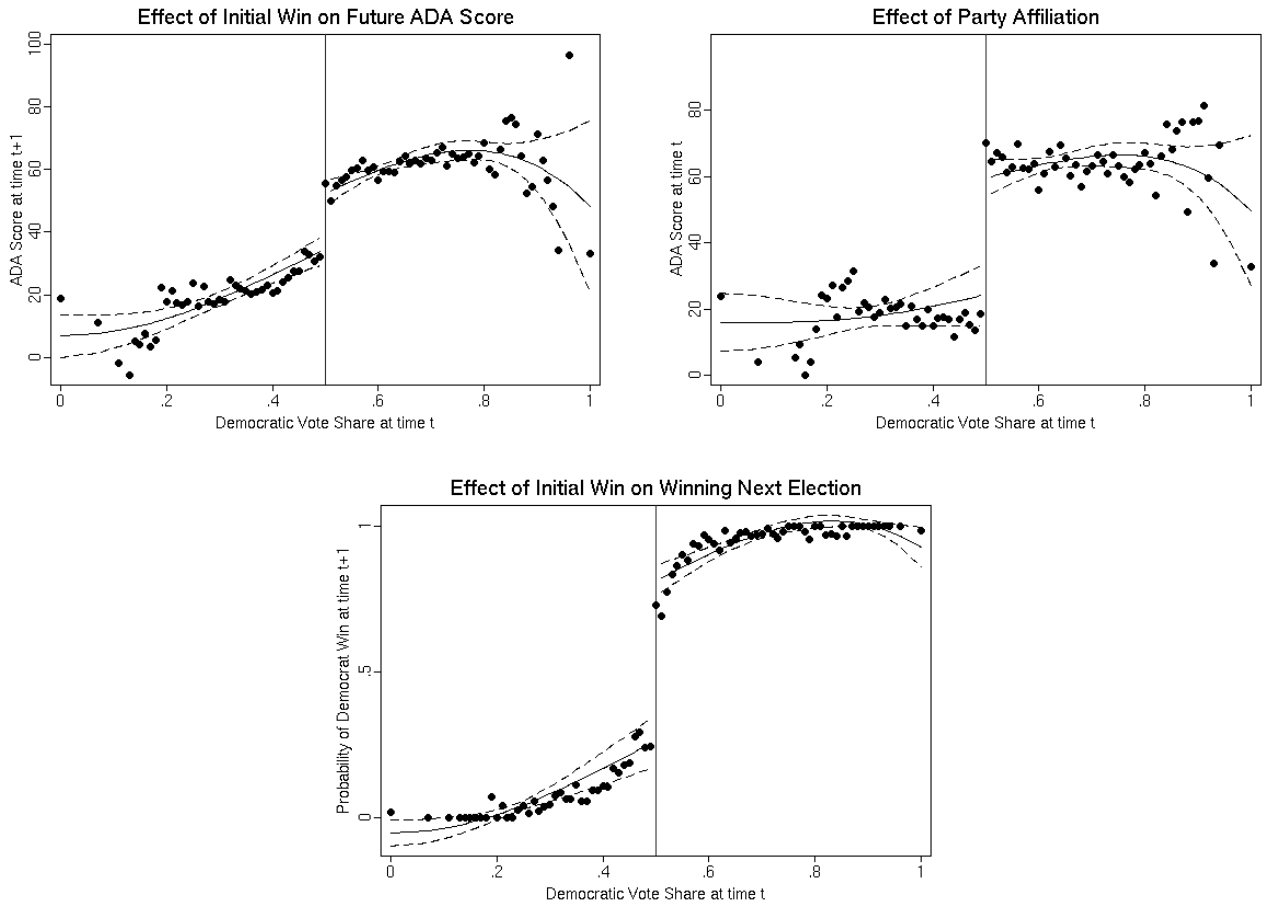 Effect of Initial Win on Future ADA Score
ADA Score at time t+1
100
80
60
40
20
0
0 .2 .4 .6 .8 1
Democratic Vote Share at time t
Effect of Party Affiliation
ADA Score at time t
80
60
40
20
0
0 .2 .4 .6 .8 1
Democratic Vote Share at time t
Effect of Initial Win on Winning Next Election
Probability of Democrat Win at time t+1
1
.5
0
0 .2 .4 .6 .8 1
Democratic Vote Share at time t